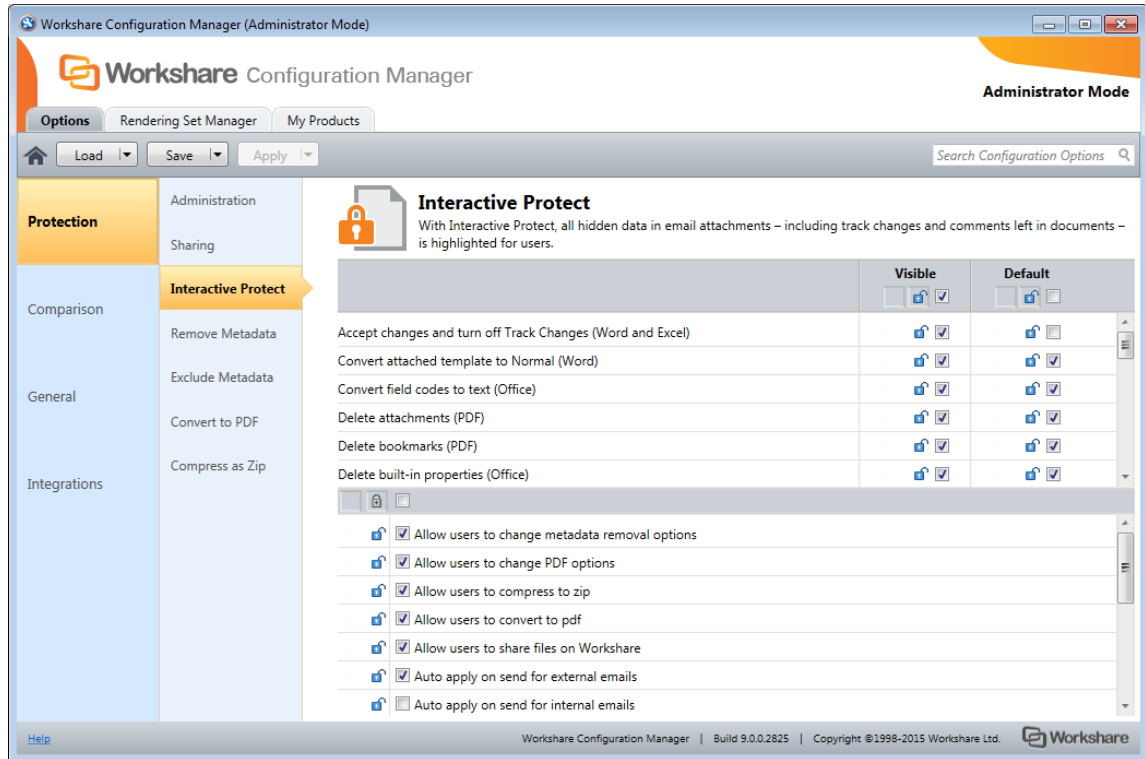 Workshare Configuration Manager (Administrator Mode)
Workshare Configuration Manager
Administrator Mode
Options
Rendering Set Manager
My Products
Load
Save
Apply
Search Configuration Options
Protection
Comparison
General
Integrations
Administration
Sharing
Interactive Protect
Remove Metadata
Exclude Metadata
Convert to PDF
Compress as Zip
Interactive Protect
With Interactive Protect, all hidden data in email attachments – including track changes and comments left in documents –
is highlighted for users.
Visible
Default
Accept changes and turn off Track Changes (Word and Excel)
Convert attached template to Normal (Word)
Convert field codes to text (Office)
Delete attachments (PDF)
Delete bookmarks (PDF)
Delete built-in properties (Office)
Allow users to change metadata removal options
Allow users to change PDF options
Allow users to compress to zip
Allow users to convert to pdf
Allow users to share files on Workshare
Auto apply on send for external emails
Auto apply on send for internal emails
Help
Workshare Configuration Manager | Build 9.0.0.2825 | Copyright ©1998-2015 Workshare Ltd.
Workshare